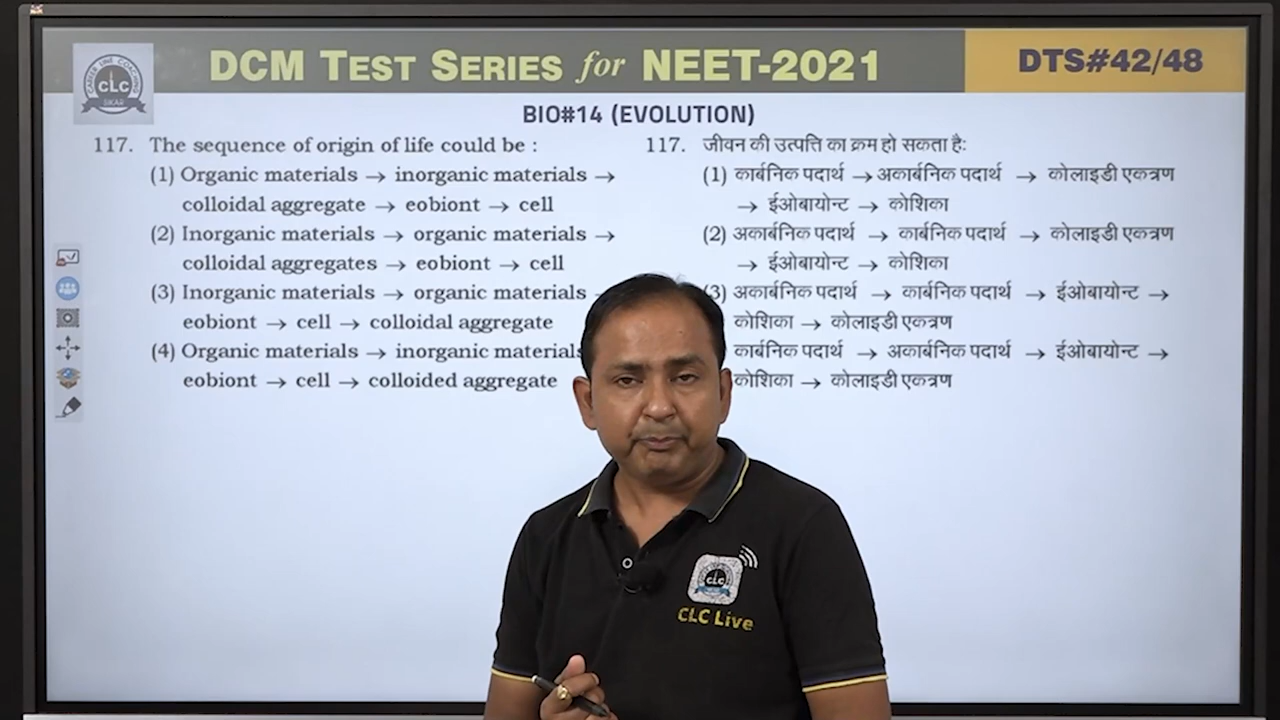 DCM TEST SERIES for NEET-2021
DTS#42/48
CLC
SIKAR
BIO#14 (EVOLUTION)
117. The sequence of origin of life could be :
(1) Organic materials → inorganic materials →
colloidal aggregate → eobiont → cell
(2) Inorganic materials → organic materials →
colloidal aggregates → eobiont → cell
(3) Inorganic materials → organic materials
eobiont → cell → colloidal aggregate
(4) Organic materials → inorganic materials
eobiont → cell → colloided aggregate
117. जीवन की उत्पत्ति का क्रम हो सकता है:
(1) कार्बनिक पदार्थ → अकार्बनिक पदार्थ → कोलाइडी एकत्रण
→ ईओबायोन्ट → कोशिका
(2) अकार्बनिक पदार्थ → कार्बनिक पदार्थ → कोलाइडी एकत्रण
→ ईओबायोन्ट → कोशिका
(3) अकार्बनिक पदार्थ → कार्बनिक पदार्थ → ईओबायोन्ट →
कोशिका → कोलाइडी एकत्रण
कार्बनिक पदार्थ → अकार्बनिक पदार्थ → ईओबायोन्ट →
कोशिका → कोलाइडी एकत्रण
CLC
CLC Live